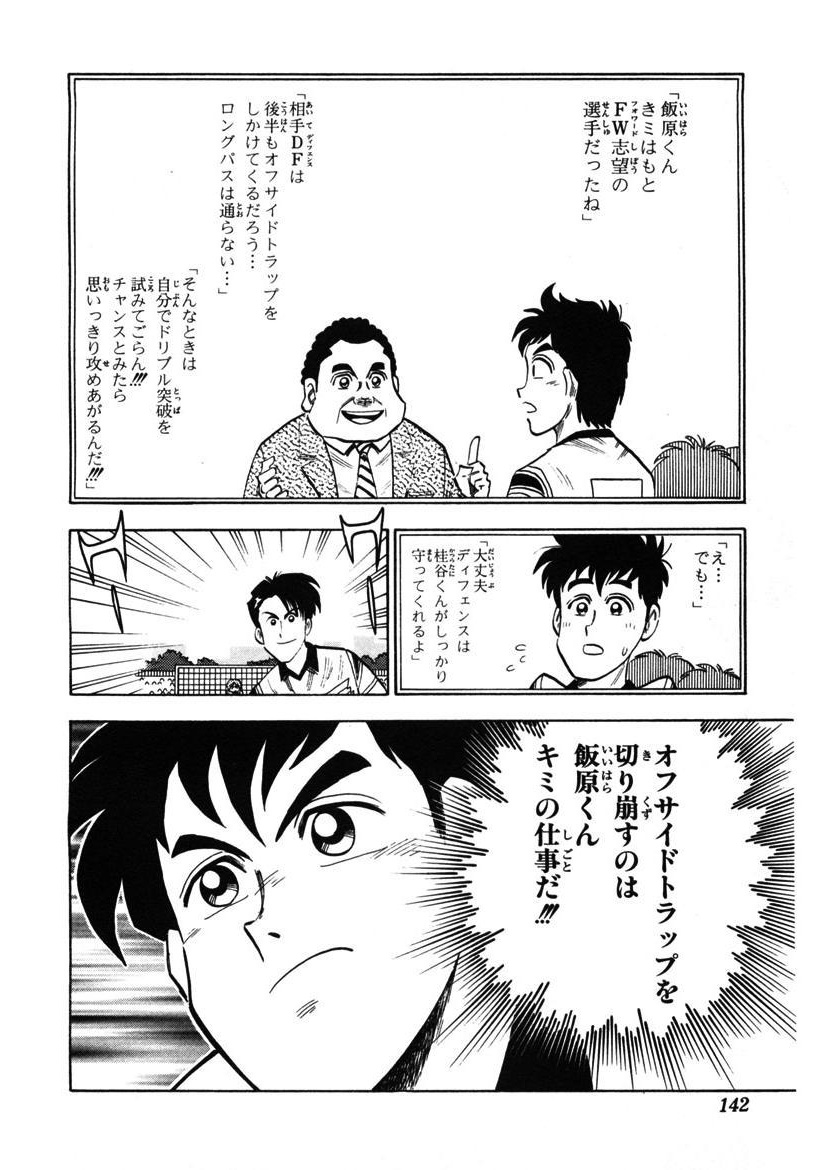 「飯原くん
きミはもと
FW志望の
選手だったね」
「相手DFは
後半もオフサイドトラップを
しかけてくるだろう…
ロングパスは通らない…」
「そんなときは
自分でドリブル突破を
試みてごらん!!!
チャンスとみたら
思いっきり攻めあがるんだ!!!」
「え…
でも…」
「大丈夫
ディフェンスは
桂谷くんがしっかり
守ってくれるよ」
バッ
オフサイドトラップを
切り崩すのは
飯原くん
キミの仕事だ!!!
142